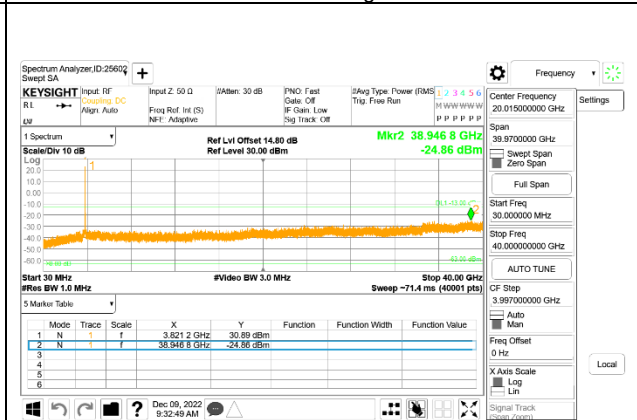 Spectrum Analyzer,ID:25602
Swept SA
KEYSIGHT
Input: RF
Coupling: DC
Align: Auto
Input Z: 50 Ω
Freq Ref: Int (S)
NFE: Adaptive
#Atten: 30 dB
PNO: Fast
Gate: Off
IF Gain: Low
Sig Track: Off
#Avg Type: Power (RMS
Trig: Free Run
1 2 3 4 5 6
M W W W W W
P P P P P P
R L
1 Spectrum
Scale/Div 10 dB
Ref Lvl Offset 14.80 dB
Ref Level 30.00 dBm
Mkr2 38.946 8 GHz
-24.86 dBm
Log
20.0
10.0
0.00
-10.0
-20.0
-30.0
-40.0
-50.0
-60.0
1
2
Start 30 MHz
#Res BW 1.0 MHz
#Video BW 3.0 MHz
Stop 40.00 GHz
Sweep ~71.4 ms (40001 pts)
5 Marker Table
Mode Trace Scale X Y Function Function Width Function Value
1 N 1 f 3.821 2 GHz 30.89 dBm
2 N 1 f 38.946 8 GHz -24.86 dBm
3
4
5
6
Dec 09, 2022
9:32:49 AM
Frequency
Settings
Center Frequency
20.015000000 GHz
Span
39.9700000 GHz
Swept Span
Zero Span
Full Span
Start Freq
30.000000 MHz
Stop Freq
40.000000000 GHz
AUTO TUNE
CF Step
3.997000000 GHz
Auto
Man
Freq Offset
0 Hz
X Axis Scale
Log
Lin
Signal Track
(Span Zoom)
Local